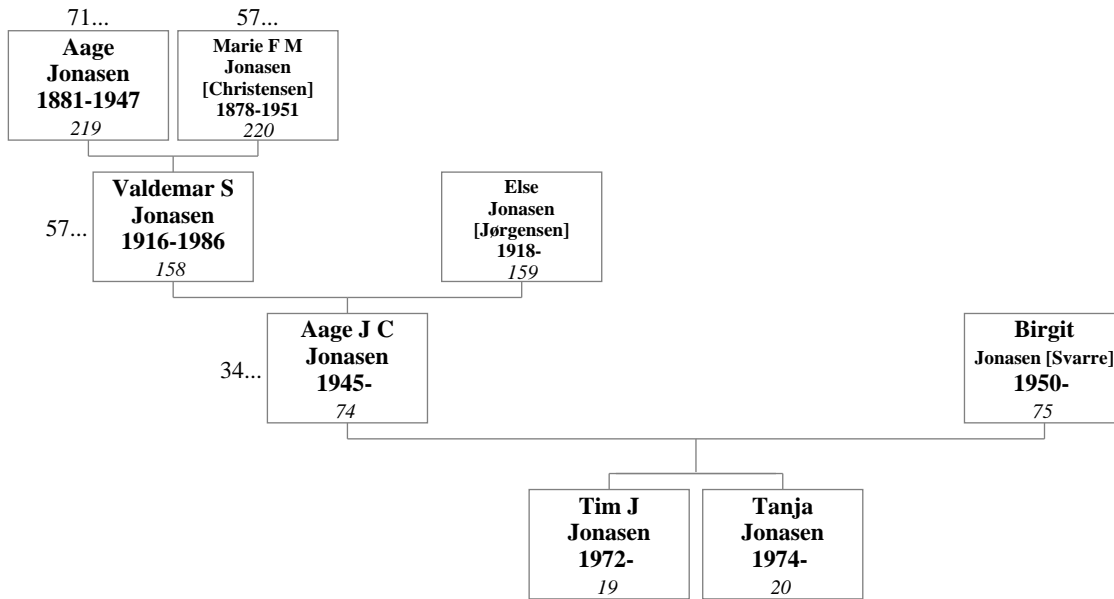 71...
57...
Aage
Jonasen
1881-1947
219
Marie F M
Jonasen
[Christensen]
1878-1951
220
57...
Valdemar S
Jonasen
1916-1986
158
Else
Jonasen
[Jørgensen]
1918-
159
34...
Aage J C
Jonasen
1945-
74
Birgit
Jonasen [Svarre]
1950-
75
Tim J
Jonasen
1972-
19
Tanja
Jonasen
1974-
20